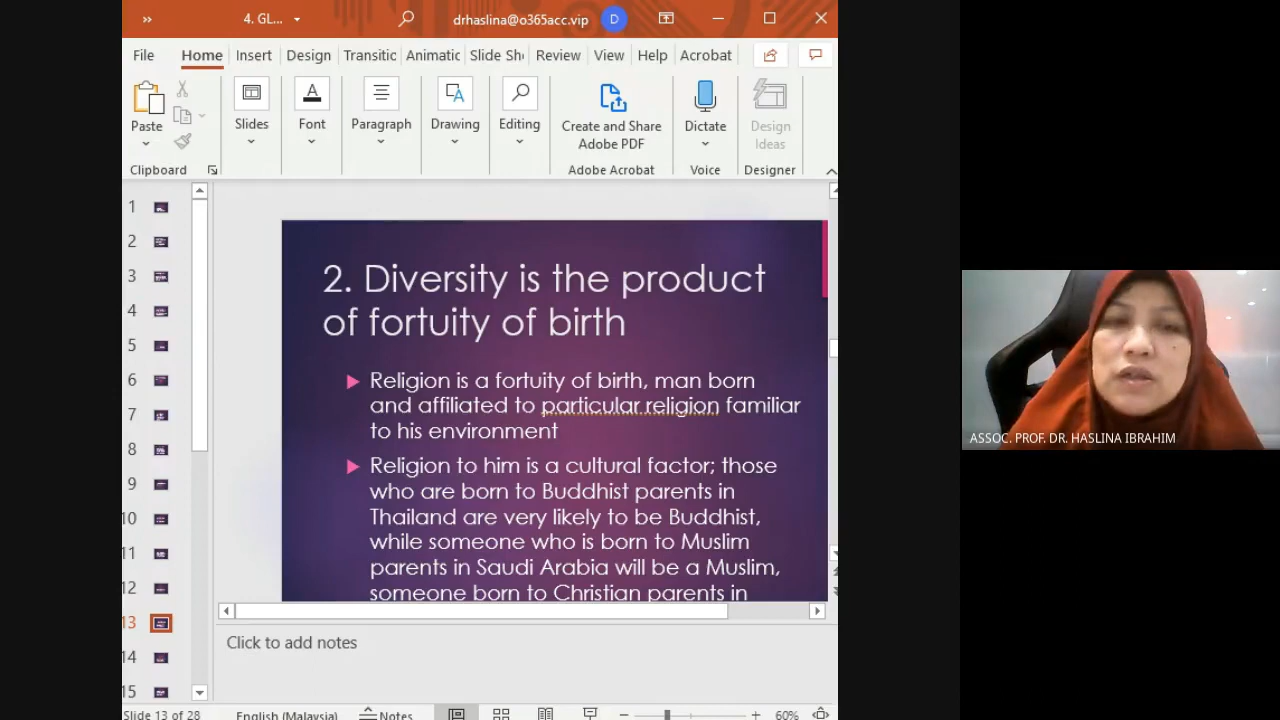 4. GL...
drhaslina@o365acc.vip
D
File Home Insert Design Transitic Animatic Slide Sh Review View Help Acrobat
Paste
Slides
Font
Paragraph
Drawing
Editing
Create and Share
Adobe PDF
Dictate
Design
Ideas
Clipboard
Adobe Acrobat
Voice
Designer
1
2
3
4
5
6
7
8
9
10
11
12
13
14
15
2. Diversity is the product
of fortuity of birth
Religion is a fortuity of birth, man born
and affiliated to particular religion familiar
to his environment
Religion to him is a cultural factor; those
who are born to Buddhist parents in
Thailand are very likely to be Buddhist,
while someone who is born to Muslim
parents in Saudi Arabia will be a Muslim,
someone born to Christian parents in
Click to add notes
Slide 13 of 28
English (Malaysia)
Notes
60%
ASSOC. PROF. DR. HASLINA IBRAHIM